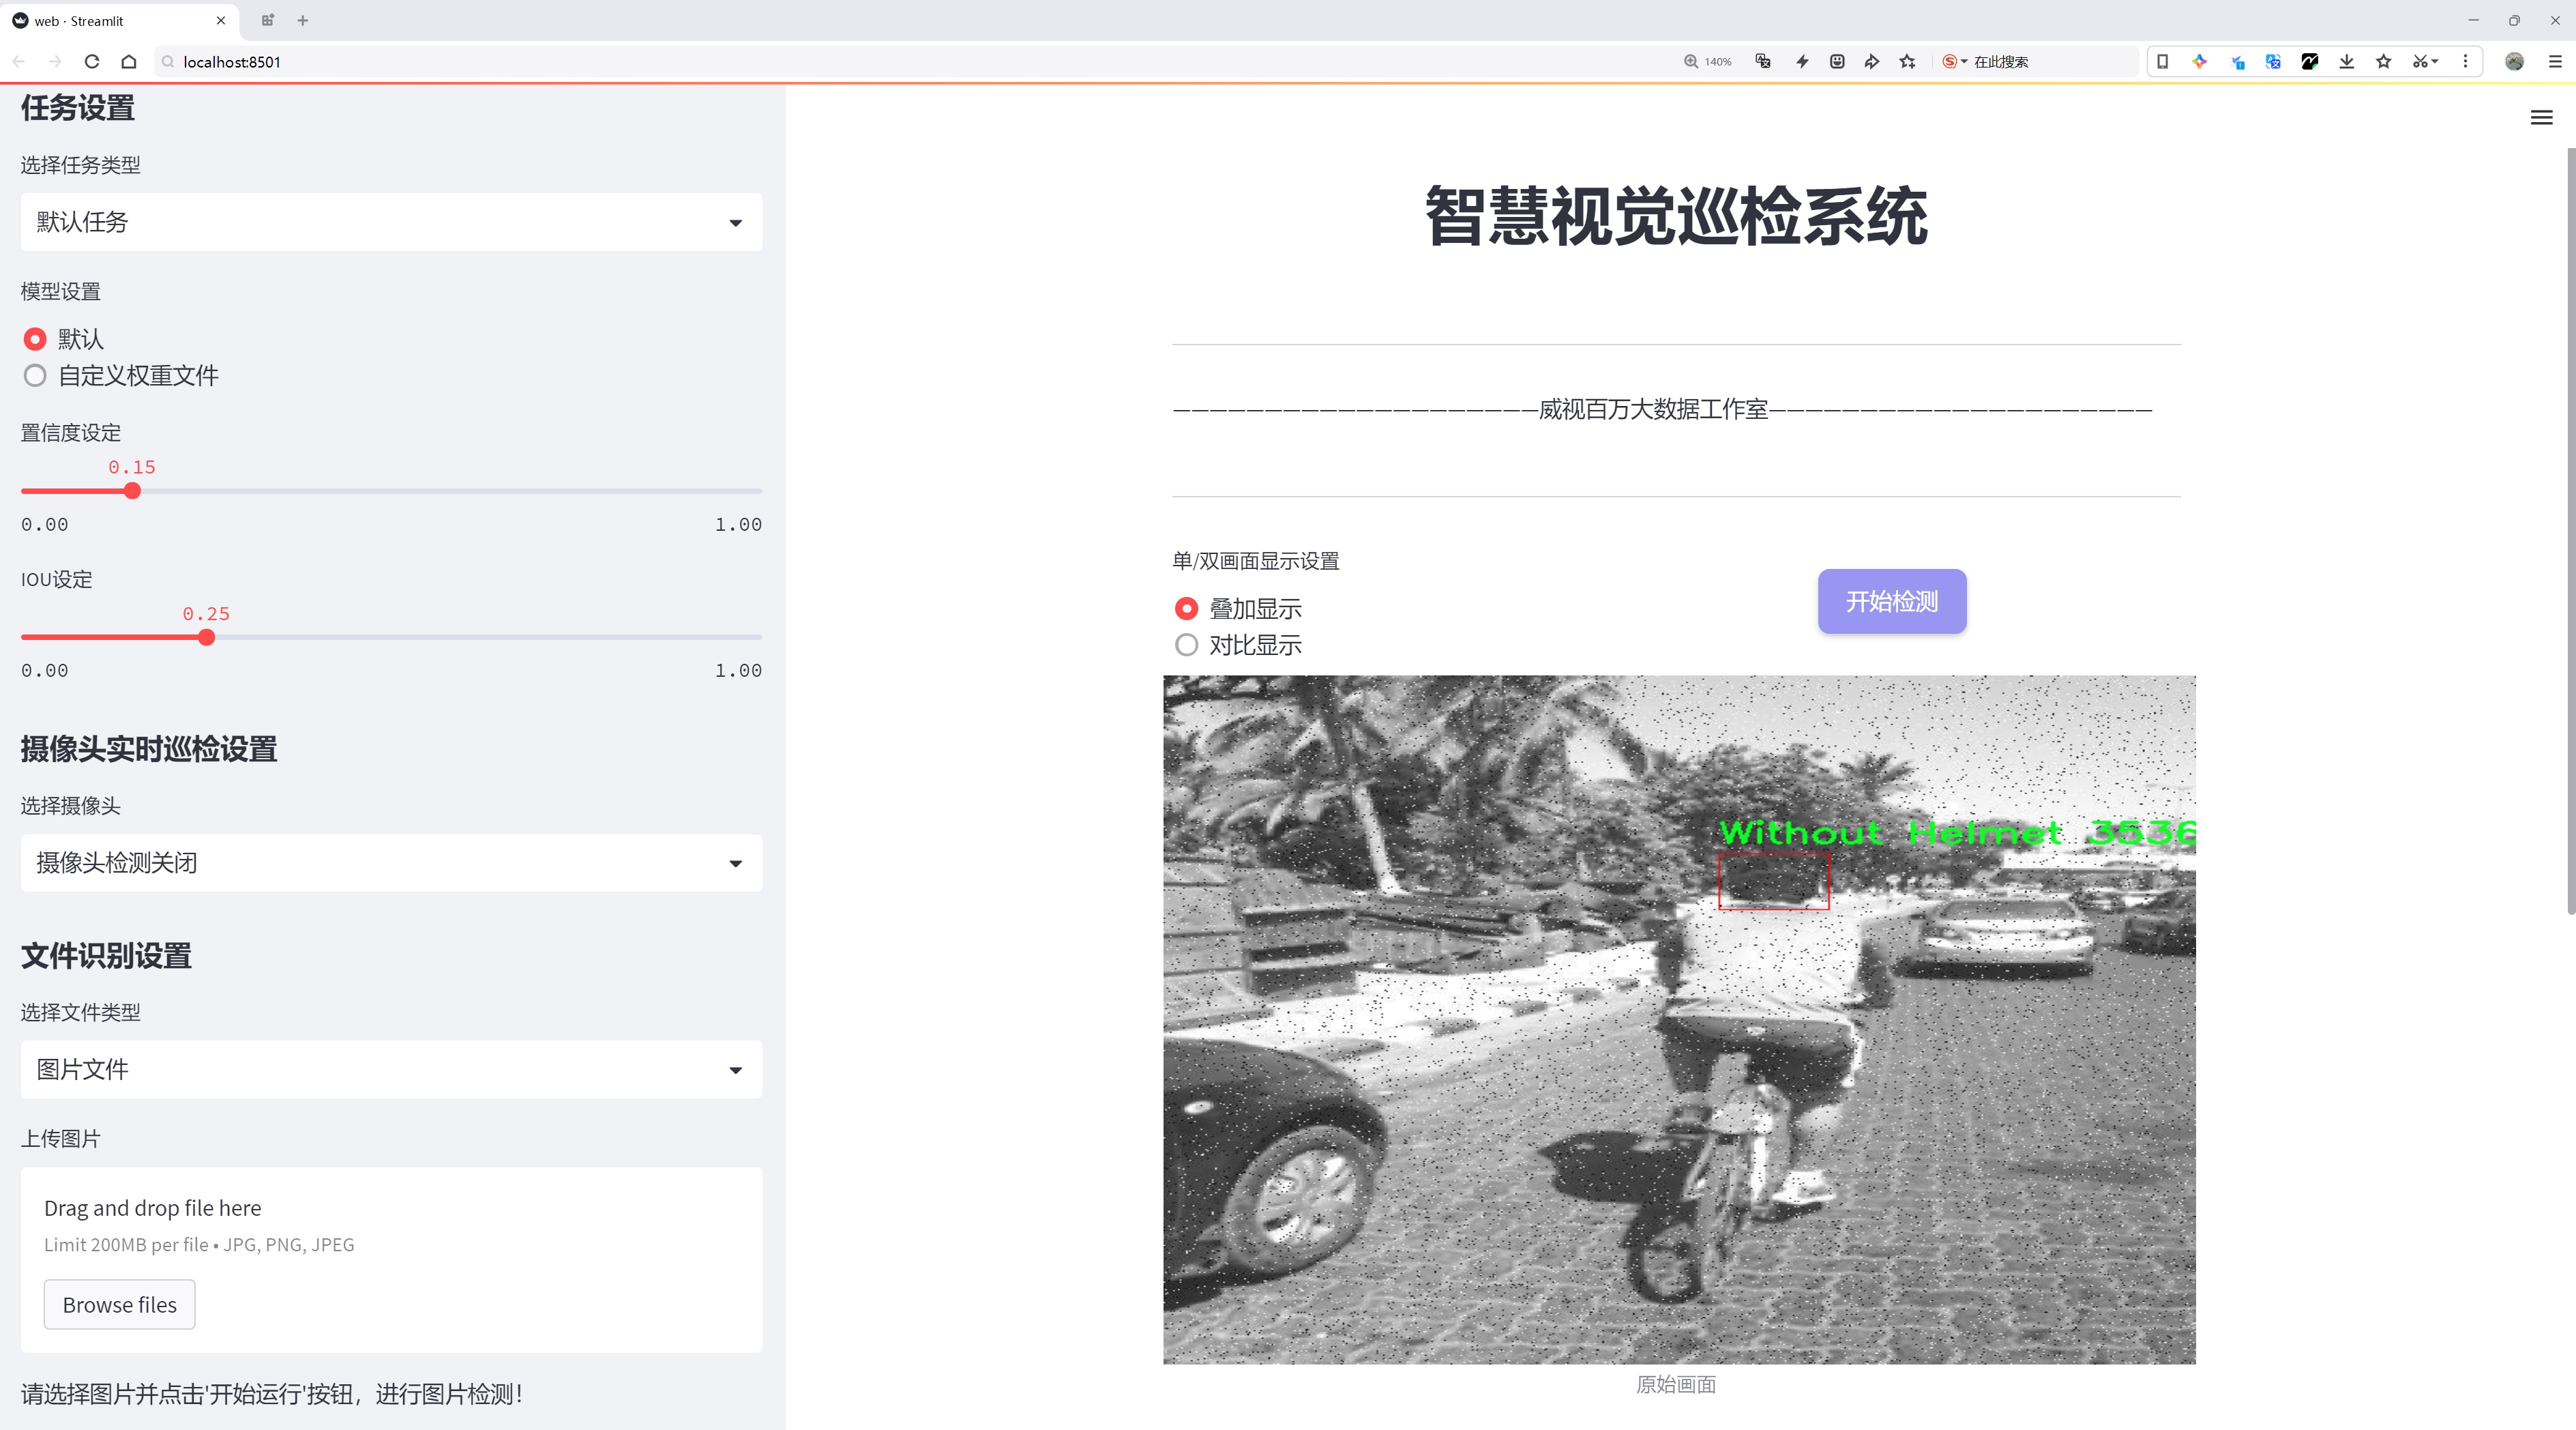 web · Streamlit
localhost:8501
140%
在此搜索
任务设置
选择任务类型
默认任务
模型设置
默认
自定义权重文件
置信度设定
0.15
0.00
1.00
IOU设定
0.25
0.00
1.00
摄像头实时巡检设置
选择摄像头
摄像头检测关闭
文件识别设置
选择文件类型
图片文件
上传图片
Drag and drop file here
Limit 200MB per file • JPG, PNG, JPEG
Browse files
请选择图片并点击'开始运行'按钮，进行图片检测！
智慧视觉巡检系统
————————————————————威视百万大数据工作室—————————————————————
单/双画面显示设置
叠加显示
对比显示
开始检测
Without Helmet 3536
原始画面